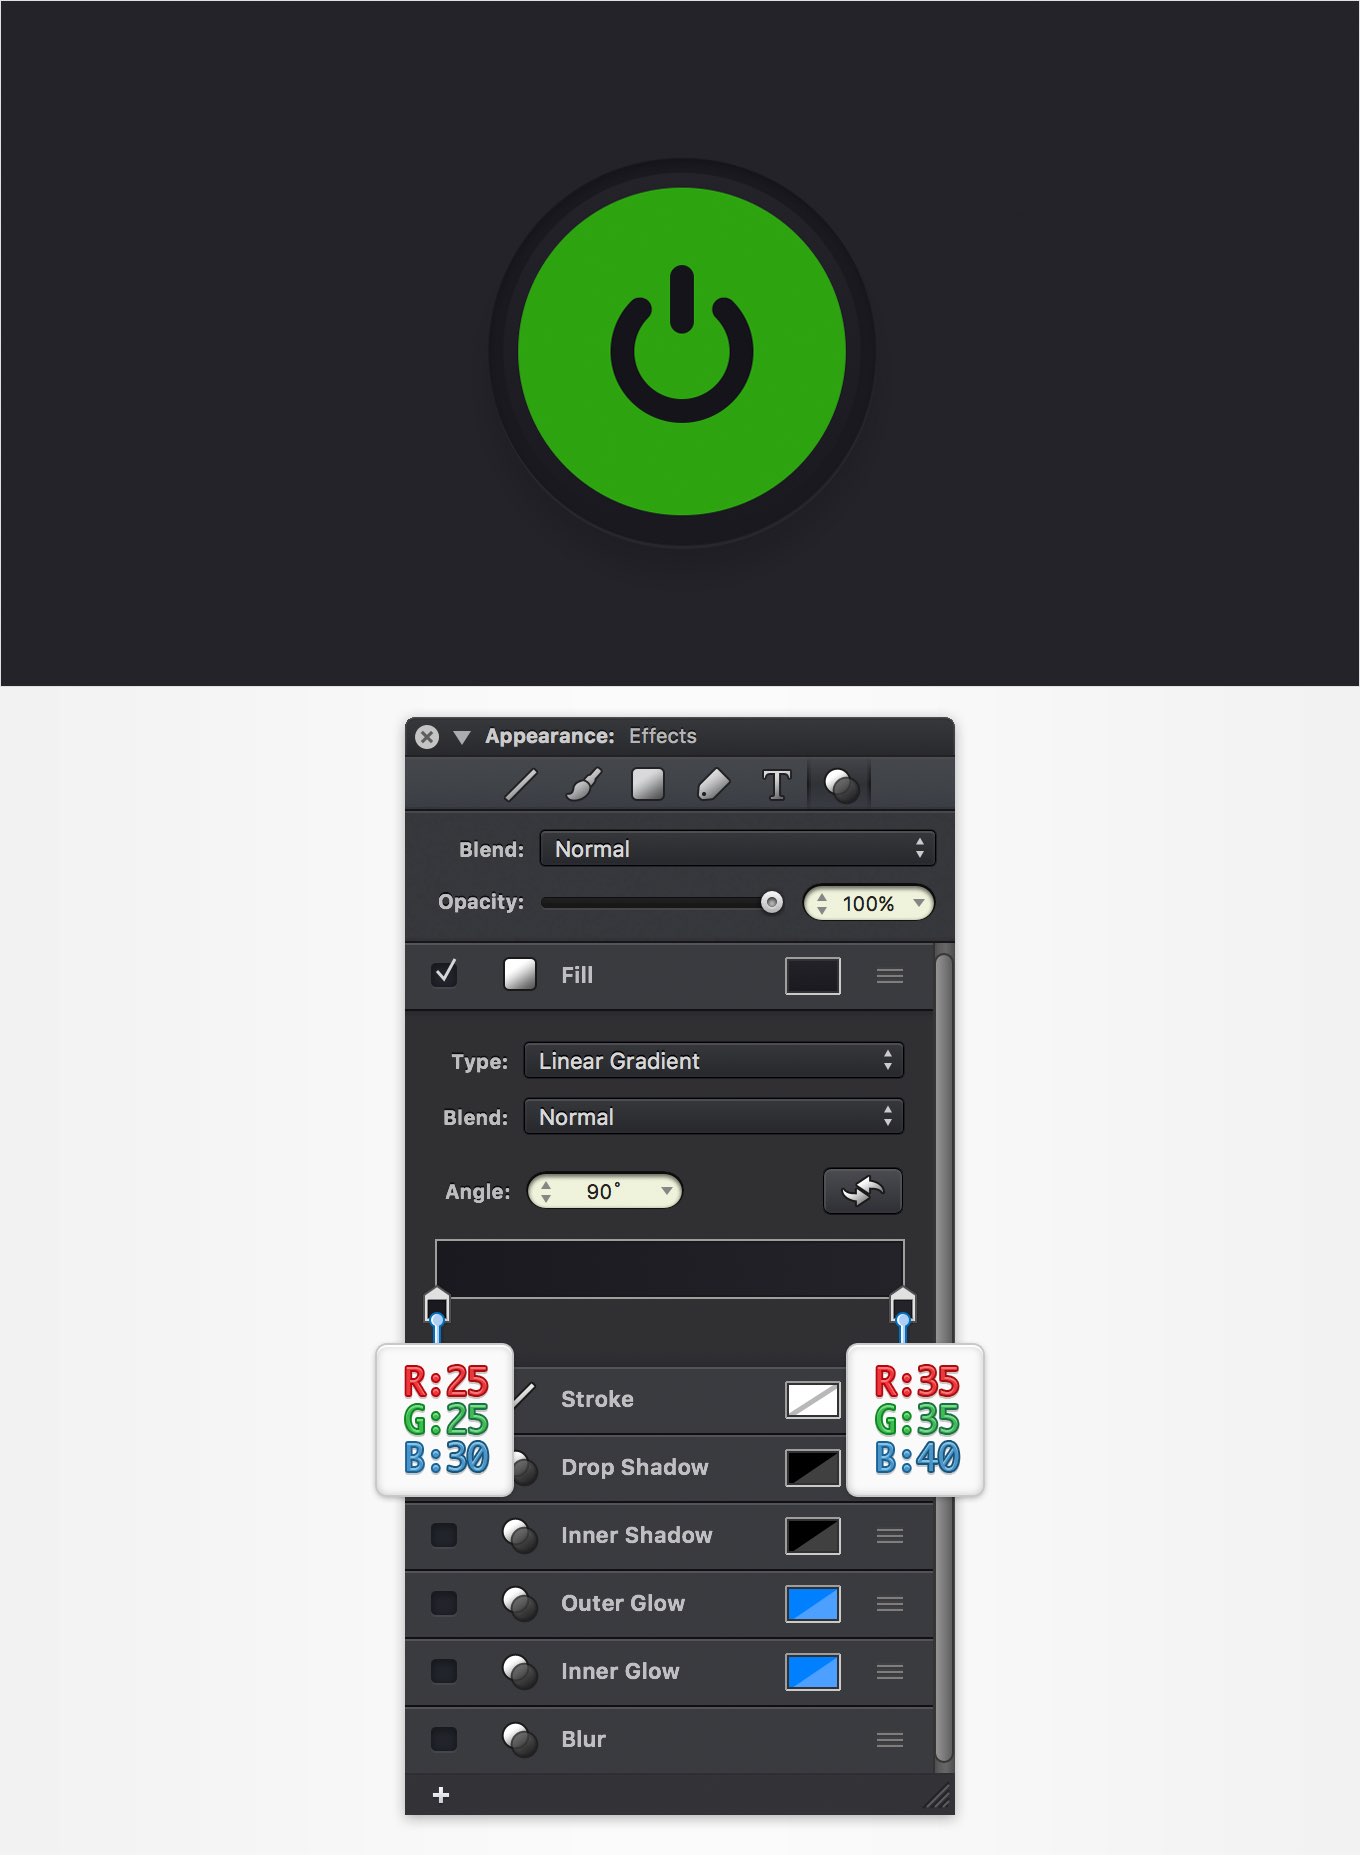 Appearance: Effects
T
Blend: Normal
Opacity: 100%
Fill
Type: Linear Gradient
Blend: Normal
Angle: 90°
R:25
G:25
B:30
R:35
G:35
B:40
Stroke
Drop Shadow
Inner Shadow
Outer Glow
Inner Glow
Blur
+